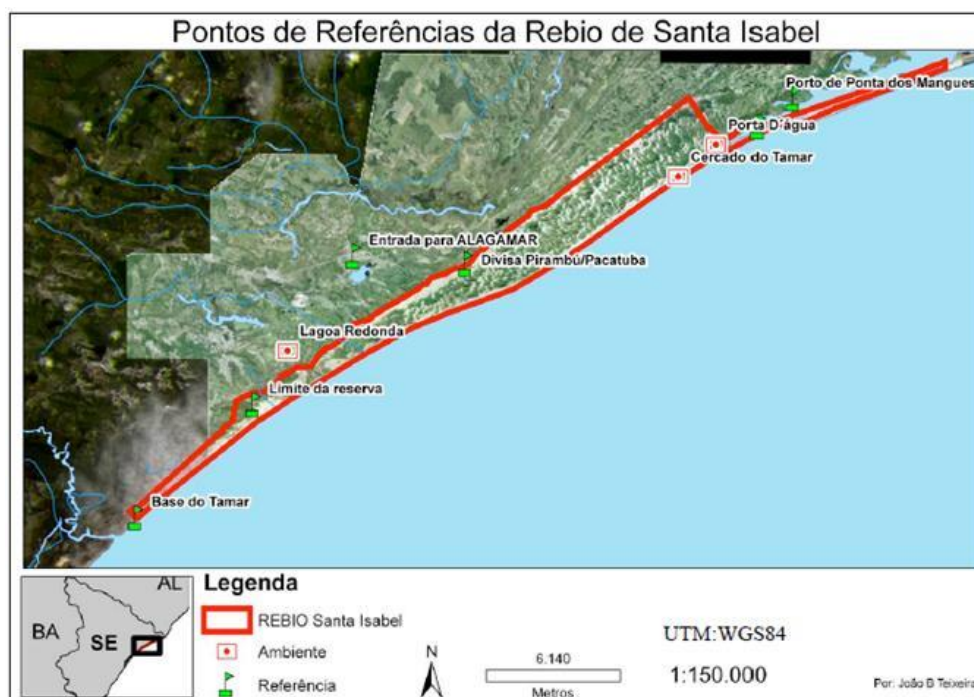 Pontos de Referências da Rebio de Santa Isabel
Porto de Ponta dos Mangues
Porta D'água
Cercado do Tamar
Entrada para ALAGAMAR
Divisa Pirambú/Pacatuba
Lagoa Redonda
Limite da reserva
Base do Tamar
AL
BA
SE
Legenda
REBIO Santa Isabel
Ambiente
Referência
N
6.140
Metros
UTM:WGS84
1:150.000
Por: João B Teixeira